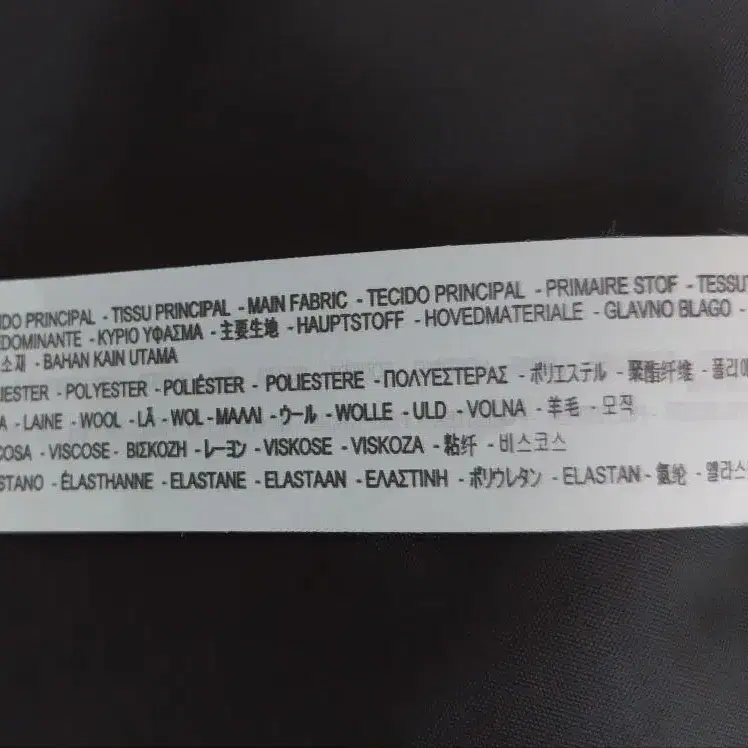 IDO PRINCIPAL - TISSU PRINCIPAL - MAIN FABRIC - TECIDO PRINCIPAL - PRIMAIRE STOF - TESSU
DOMINANTE - ΚΥΡΙΟ ΥΦΑΣΜΑ - 主要生地 - HAUPTSTOFF - HOVEDMATERIALE - GLAVNO BLAGO -
소재 - BAHAN KAIN UTAMA
IESTER - POLYESTER - POLIÉSTER - POLIESTERE - ΠΟΛΥΕΣΤΕΡΑΣ - ポリエステル - 聚酯纤维 - 폴리에
A - LAINE - WOOL - LÃ - WOL - ΜΑΛΛΙ - ウール - WOLLE - ULD - VOLNA - 羊毛 - 모직
COSA - VISCOSE - ΒΙΣΚΟΖΗ - レーヨン - VISKOSE - VISKOZA - 粘纤 - 비스코스
STANO - ÉLASTHANNE - ELASTANE - ELASTAAN - ΕΛΑΣΤΙΝΗ - ポリウレタン - ELASTAN - 氨纶 - 엘라스